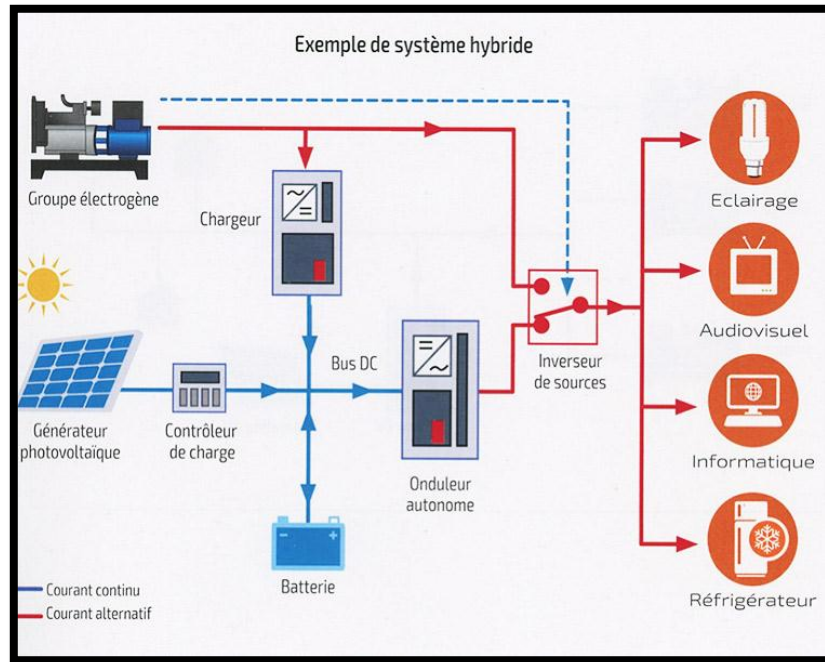 Exemple de système hybride
Groupe électrogène
Chargeur
Eclairage
Audiovisuel
Bus DC
Inverseur
de sources
Générateur
photovoltaïque
Contrôleur
de charge
Onduleur
autonome
Informatique
Batterie
Réfrigérateur
Courant continu
Courant alternatif